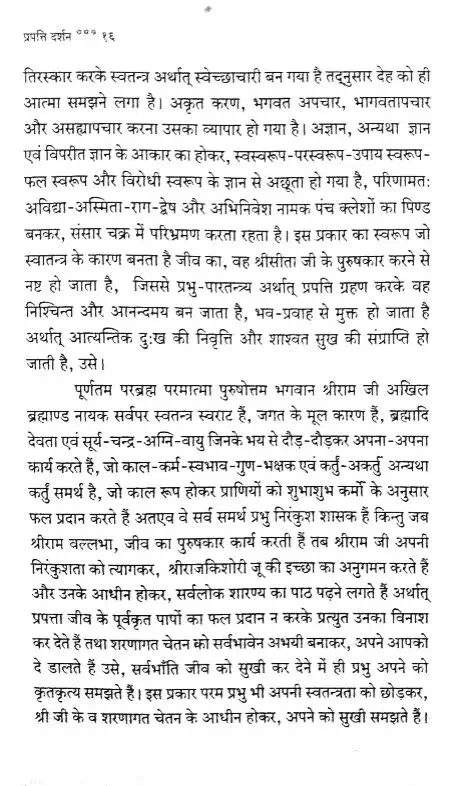 प्रपत्ति दर्शन *** १६
तिरस्कार करके स्वतन्त्र अर्थात् स्वेच्छाचारी बन गया है तद्नुसार देह को ही
आत्मा समझने लगा है। अकृत करण, भगवत अपचार, भागवतापचार
और असह्यापचार करना उसका व्यापार हो गया है। अज्ञान, अन्यथा ज्ञान
एवं विपरीत ज्ञान के आकार का होकर, स्वस्वरूप-परस्वरूप-उपाय स्वरूप-
फल स्वरूप और विरोधी स्वरूप के ज्ञान से अछूता हो गया है, परिणामतः
अविद्या-अस्मिता-राग-द्वेष और अभिनिवेश नामक पंच क्लेशों का पिण्ड
बनकर, संसार चक्र में परिभ्रमण करता रहता है। इस प्रकार का स्वरूप जो
स्वातन्त्र के कारण बनता है जीव का, वह श्रीसीता जी के पुरुषकार करने से
नष्ट हो जाता है, जिससे प्रभु-पारतन्त्र्य अर्थात् प्रपत्ति ग्रहण करके वह
निश्चिन्त और आनन्दमय बन जाता है, भव-प्रवाह से मुक्त हो जाता है
अर्थात् आत्यन्तिक दुःख की निवृत्ति और शाश्वत सुख की संप्राप्ति हो
जाती है, उसे।
पूर्णतम परब्रह्म परमात्मा पुरुषोत्तम भगवान श्रीराम जी अखिल
ब्रह्माण्ड नायक सर्वपर स्वतन्त्र स्वराट हैं, जगत के मूल कारण हैं, ब्रह्मादि
देवता एवं सूर्य-चन्द्र-अग्नि-वायु जिनके भय से दौड़-दौड़कर अपना-अपना
कार्य करते हैं, जो काल-कर्म-स्वभाव-गुण-भक्षक एवं कर्तुं-अकर्तुं अन्यथा
कर्तुं समर्थ है, जो काल रूप होकर प्राणियों को शुभाशुभ कर्मो के अनुसार
फल प्रदान करते हैं अतएव वे सर्व समर्थ प्रभु निरंकुश शासक हैं किन्तु जब
श्रीराम वल्लभा, जीव का पुरुषकार कार्य करती हैं तब श्रीराम जी अपनी
निरंकुशता को त्यागकर, श्रीराजकिशोरी जू की इच्छा का अनुगमन करते हैं
और उनके आधीन होकर, सर्वलोक शारण्य का पाठ पढ़ने लगते हैं अर्थात्
प्रपत्ता जीव के पूर्वकृत पापों का फल प्रदान न करके प्रत्युत उनका विनाश
कर देते हैं तथा शरणागत चेतन को सर्वभावेन अभयी बनाकर, अपने आपको
दे डालते हैं उसे, सर्वभाँति जीव को सुखी कर देने में ही प्रभु अपने को
कृतकृत्य समझते हैं। इस प्रकार परम प्रभु भी अपनी स्वतन्त्रता को छोड़कर,
श्री जी के व शरणागत चेतन के आधीन होकर, अपने को सुखी समझते हैं।